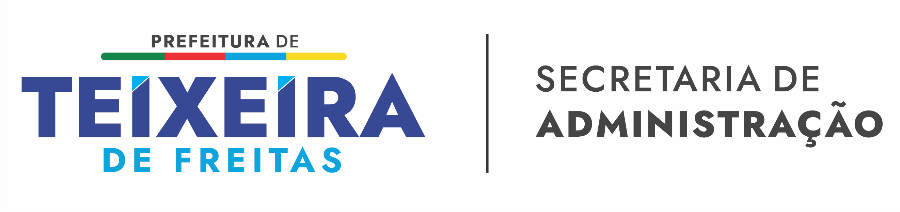 PREFEITURA DE
TEIXEIRA
DE FREITAS
SECRETARIA DE
ADMINISTRAÇÃO